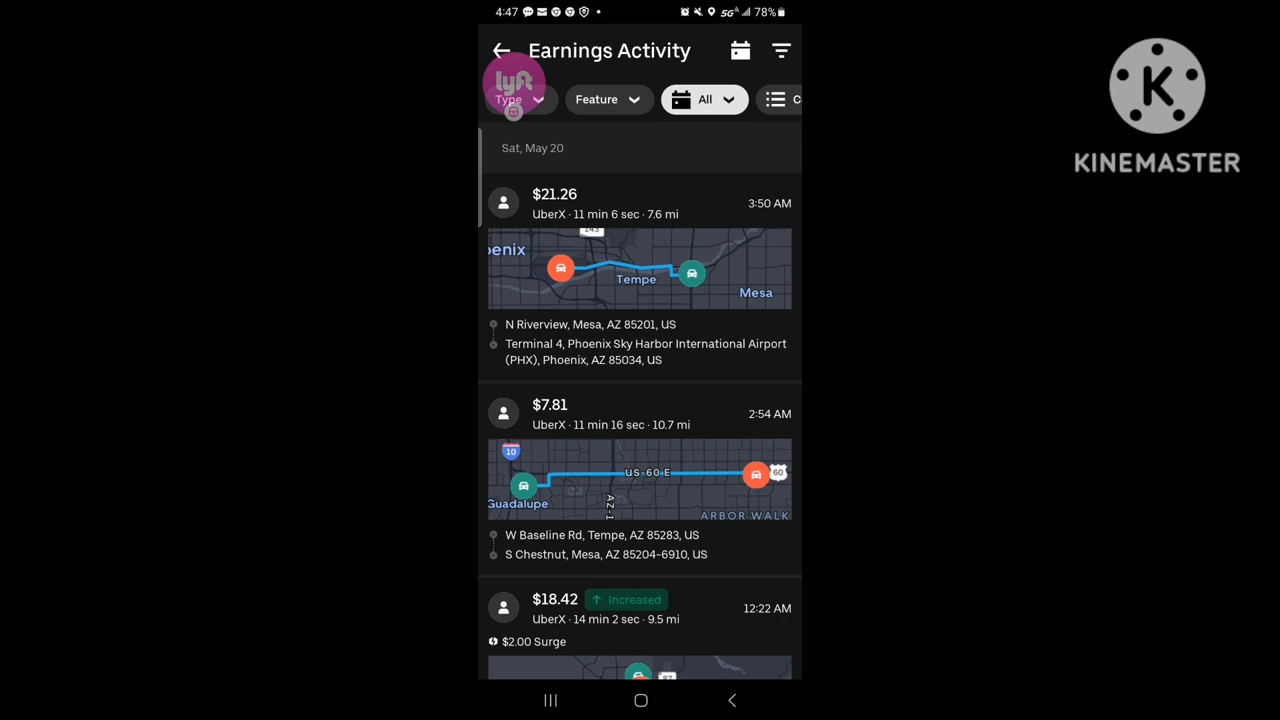 4:47
5G
78%
Earnings Activity
lyft
Type
Feature
All
C
Sat, May 20
$21.26
UberX · 11 min 6 sec · 7.6 mi
3:50 AM
143
oenix
Tempe
Mesa
N Riverview, Mesa, AZ 85201, US
Terminal 4, Phoenix Sky Harbor International Airport
(PHX), Phoenix, AZ 85034, US
$7.81
UberX · 11 min 16 sec · 10.7 mi
2:54 AM
10
US-60 E
60
Guadalupe
AZ-1
ARBOR WALK
W Baseline Rd, Tempe, AZ 85283, US
S Chestnut, Mesa, AZ 85204-6910, US
$18.42
Increased
UberX · 14 min 2 sec · 9.5 mi
12:22 AM
$2.00 Surge
87
K
KINEMASTER